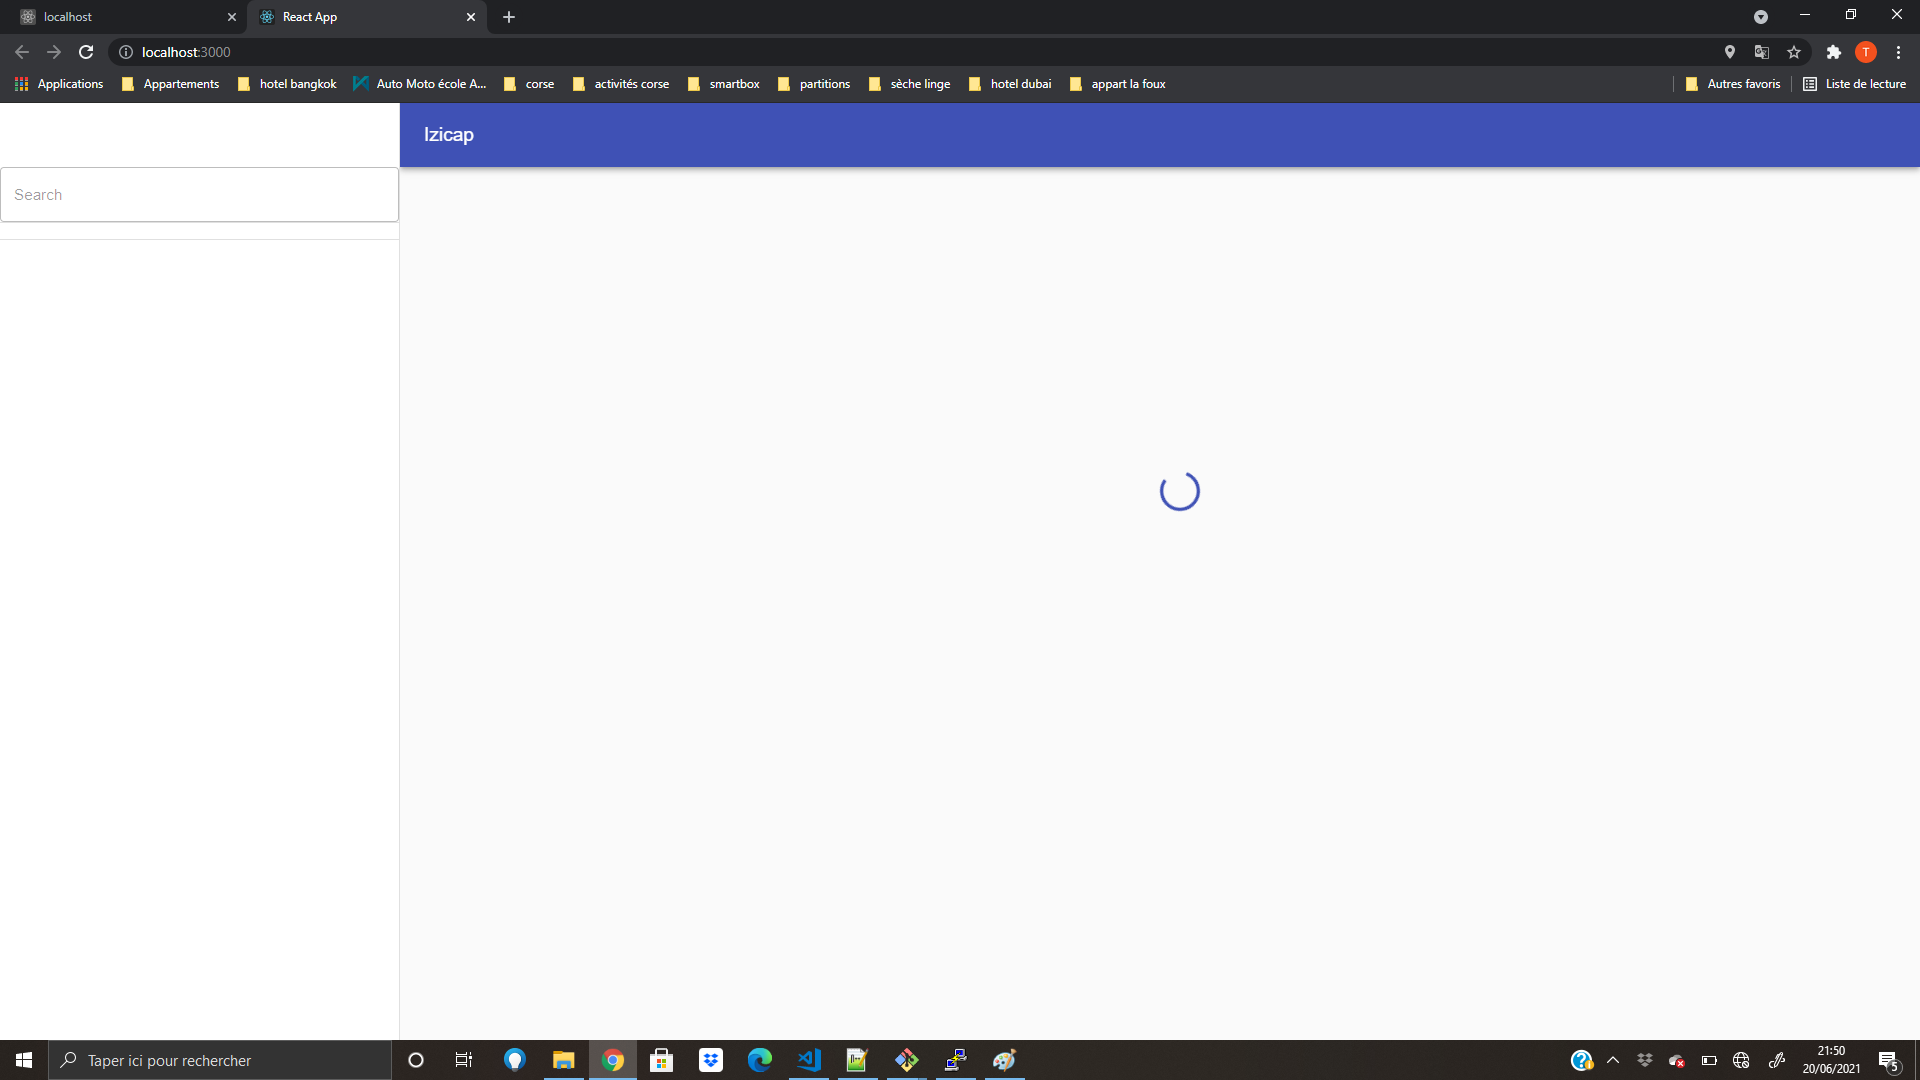 localhost
React App
localhost:3000
T
Applications
Appartements
hotel bangkok
Auto Moto école A...
corse
activités corse
smartbox
partitions
sèche linge
hotel dubai
appart la foux
Autres favoris
Liste de lecture
Izicap
Search
Taper ici pour rechercher
21:50
20/06/2021
5